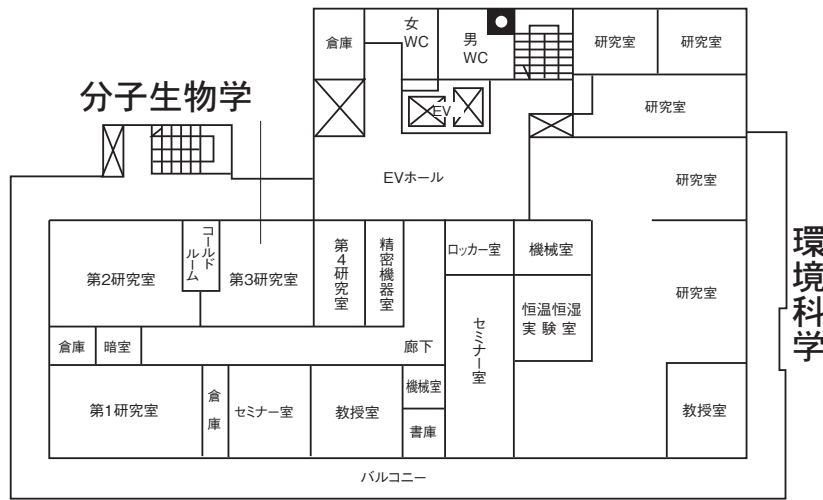 倉庫
女
WC
男
WC
研究室
研究室
分子生物学
EV
研究室
EVホール
研究室
コールド
ルーム
第2研究室
第3研究室
第4研究室
精密機器室
ロッカー室
機械室
環境科学
研究室
恒温恒湿
実験室
セミナー室
倉庫
暗室
廊下
機械室
第1研究室
倉庫
セミナー室
教授室
書庫
教授室
バルコニー